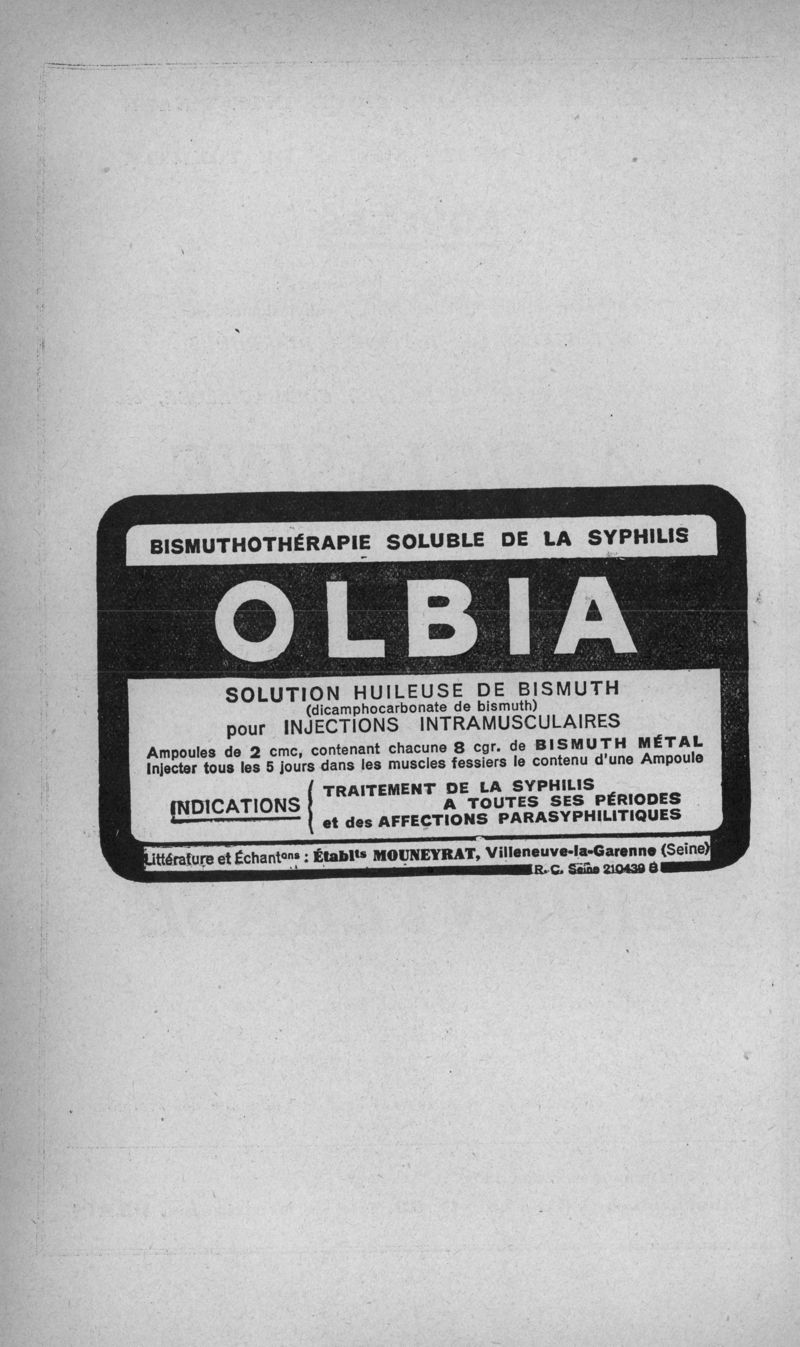 BISMUTHOTHÉRAPIE SOLUBLE DE LA SYPHILIS
OLBIA
SOLUTION HUILEUSE DE BISMUTH
(dicamphocarbonate de bismuth)
pour INJECTIONS INTRAMUSCULAIRES
Ampoules de 2 cmc, contenant chacune 8 cgr. de BISMUTH MÉTAL
Injecter tous les 5 jours dans les muscles fessiers le contenu d'une Ampoule
INDICATIONS
TRAITEMENT DE LA SYPHILIS
A TOUTES SES PÉRIODES
et des AFFECTIONS PARASYPHILITIQUES
Littérature et Échantons : Établts MOUNEYRAT, Villeneuve-la-Garenne (Seine)
R. C. Seine 210439 B